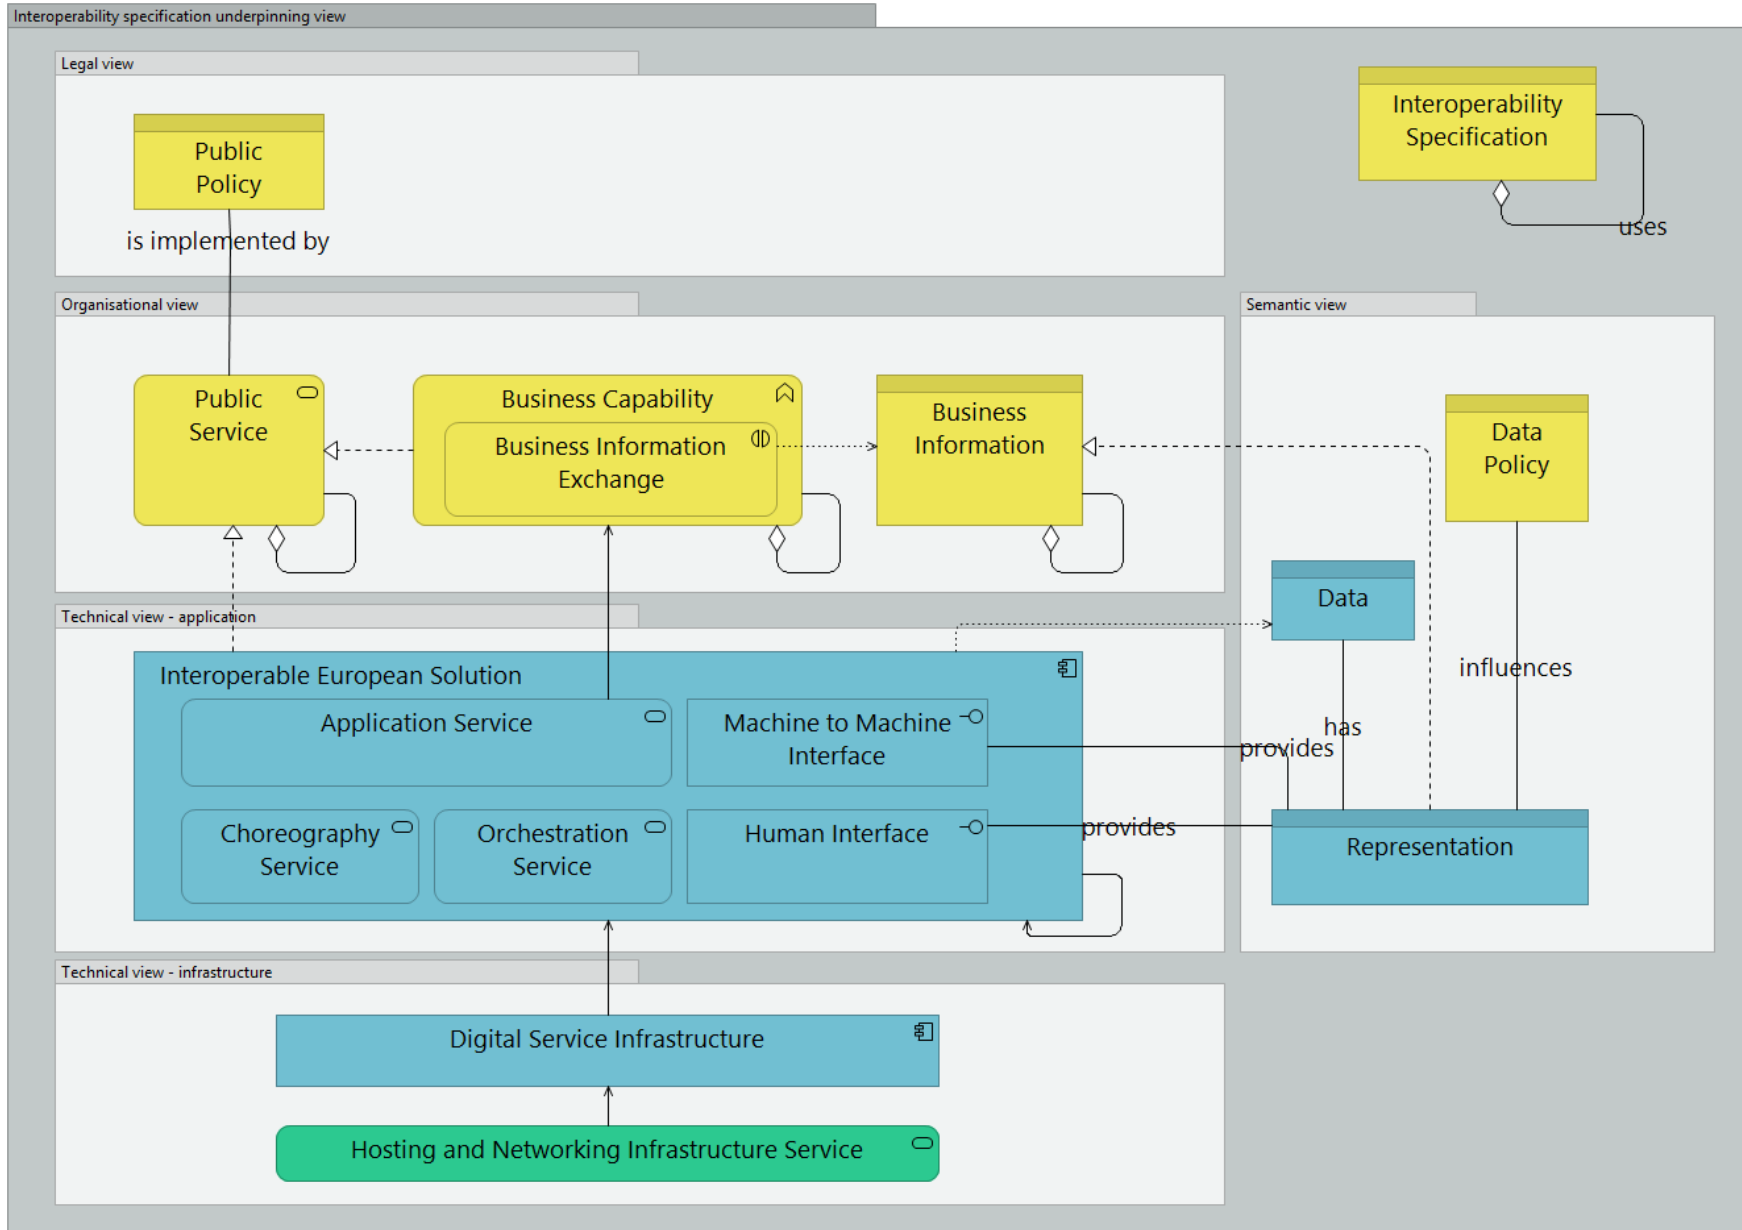 Interoperability specification underpinning view
Legal view
Public
Policy
is implemented by
Interoperability
Specification
uses
Organisational view
Public
Service
Business Capability
Business Information
Exchange
Business
Information
Semantic view
Data
Policy
Data
influences
has
provides
provides
Representation
Technical view - application
Interoperable European Solution
Application Service
Machine to Machine
Interface
Choreography
Service
Orchestration
Service
Human Interface
Technical view - infrastructure
Digital Service Infrastructure
Hosting and Networking Infrastructure Service